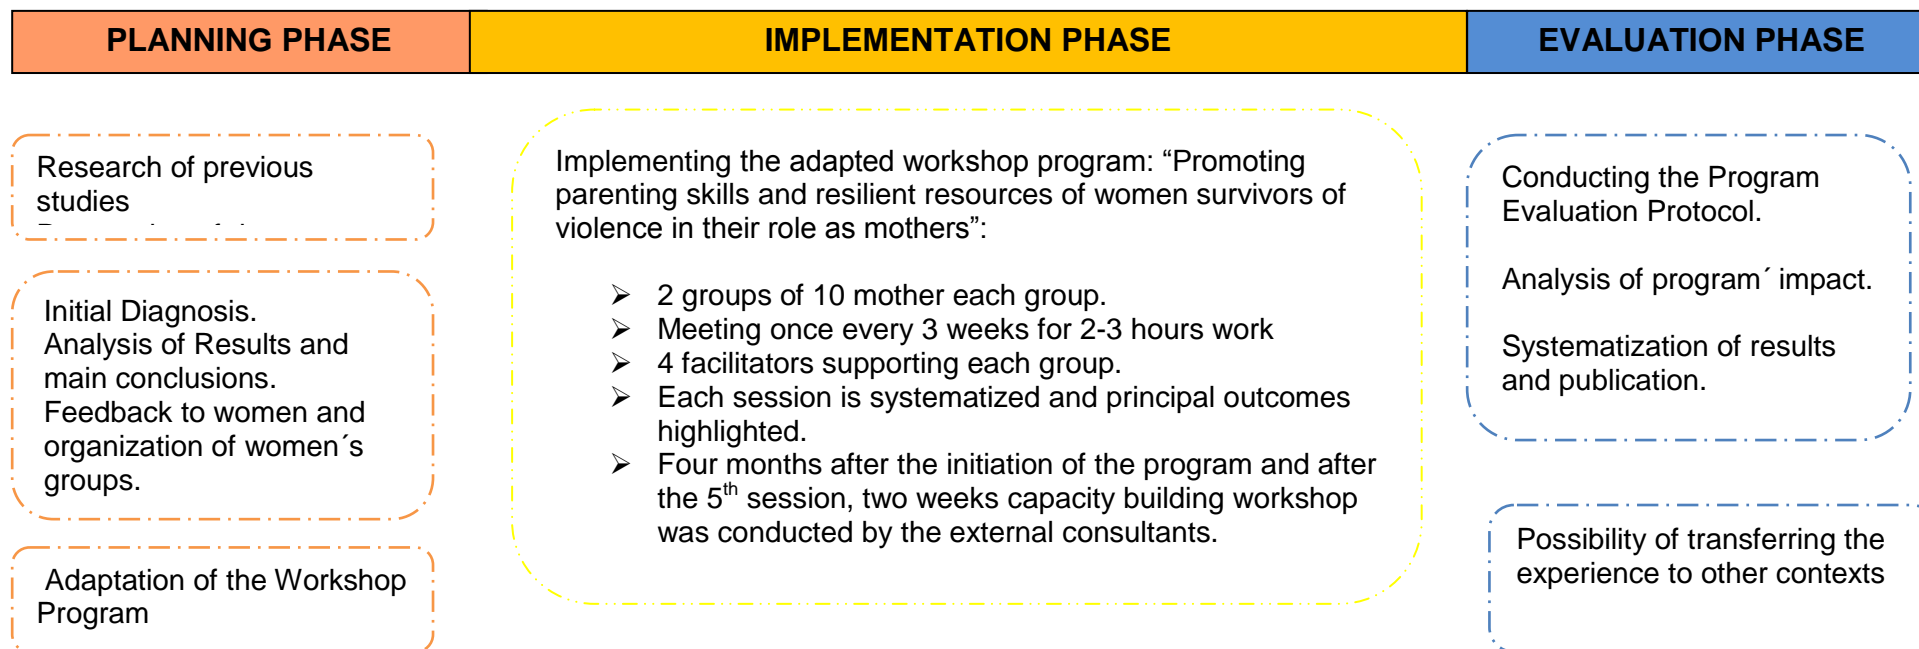 PLANNING PHASE
IMPLEMENTATION PHASE
EVALUATION PHASE
Research of previous
studies
Initial Diagnosis.
Analysis of Results and
main conclusions.
Feedback to women and
organization of women´s
groups.
Adaptation of the Workshop
Program
Implementing the adapted workshop program: “Promoting
parenting skills and resilient resources of women survivors of
violence in their role as mothers”:
➢ 2 groups of 10 mother each group.
➢ Meeting once every 3 weeks for 2-3 hours work
➢ 4 facilitators supporting each group.
➢ Each session is systematized and principal outcomes
highlighted.
➢ Four months after the initiation of the program and after
the 5th session, two weeks capacity building workshop
was conducted by the external consultants.
Conducting the Program
Evaluation Protocol.
Analysis of program´ impact.
Systematization of results
and publication.
Possibility of transferring the
experience to other contexts